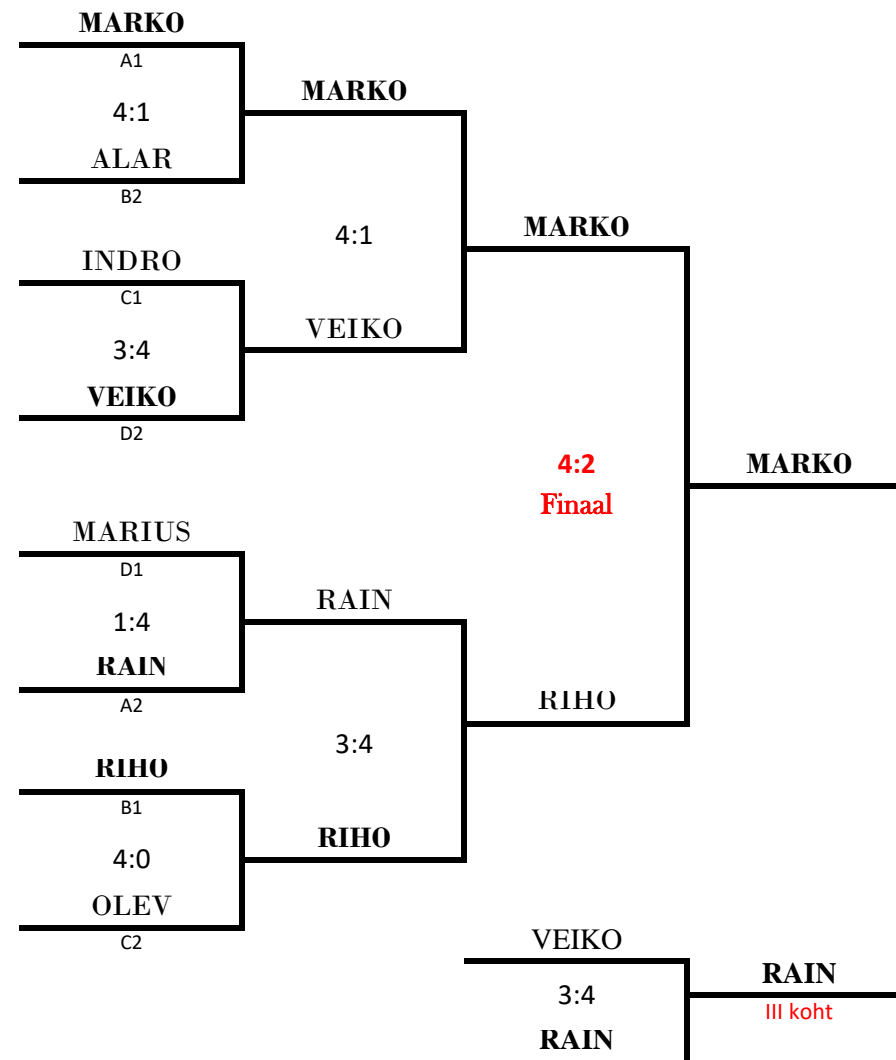 MARKO
A1
4:1
ALAR
B2
INDRO
C1
3:4
VEIKO
D2
MARIUS
D1
1:4
RAIN
A2
RIHO
B1
4:0
OLEV
C2
MARKO
4:1
VEIKO
RAIN
3:4
RIHO
MARKO
4:2
Finaal
RIHO
MARKO
VEIKO
3:4
RAIN
RAIN
III koht